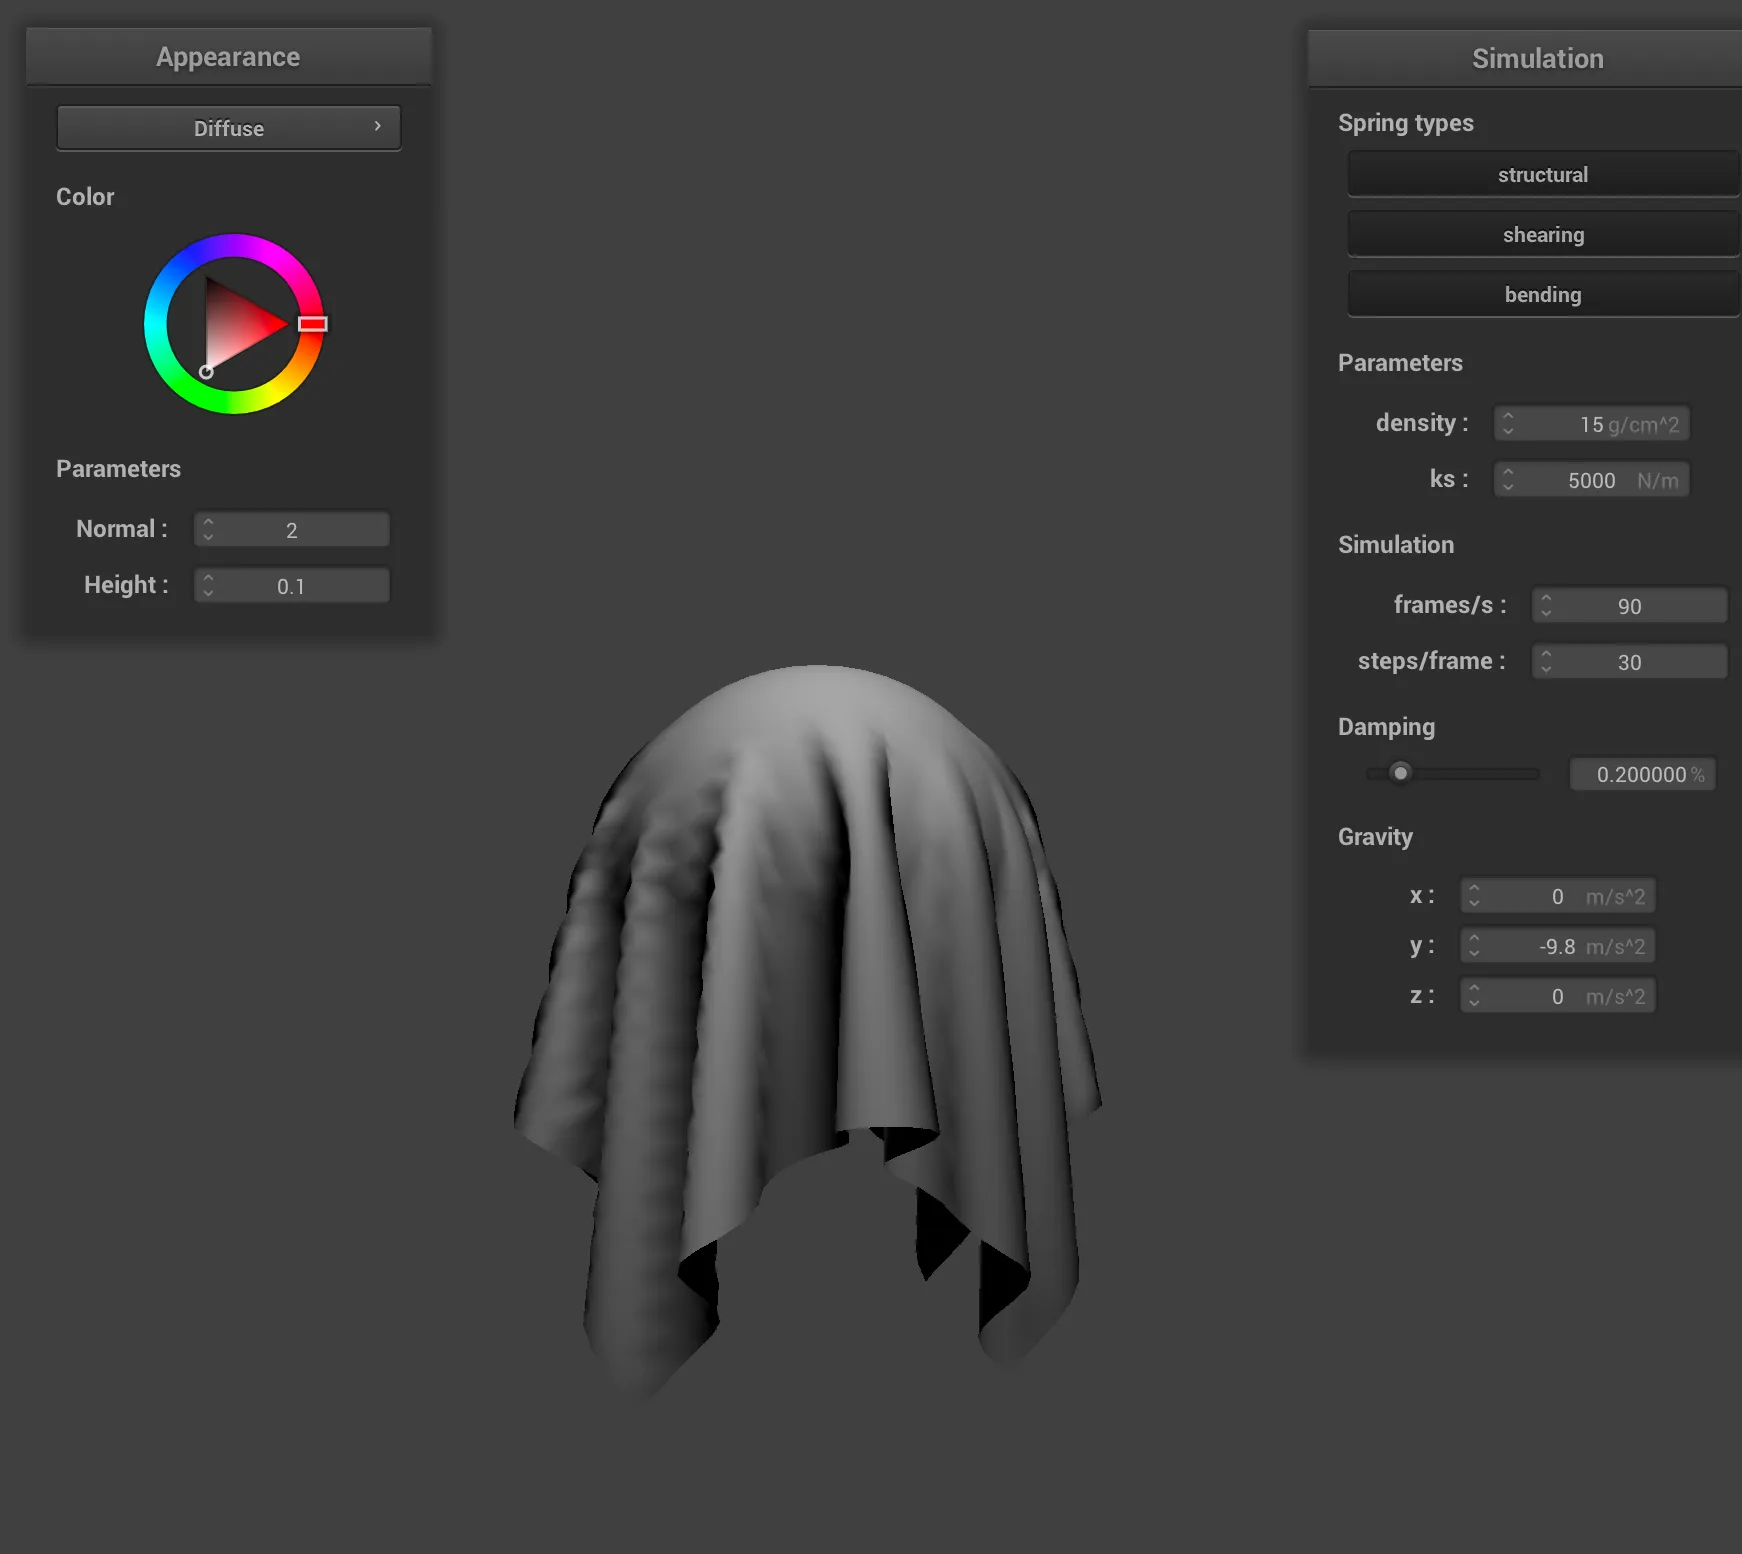 Appearance
Diffuse ›
Color
Parameters
Normal : 2
Height : 0.1
Simulation
Spring types
structural
shearing
bending
Parameters
density : 15 g/cm^2
ks : 5000 N/m
Simulation
frames/s : 90
steps/frame : 30
Damping
0.200000 %
Gravity
x : 0 m/s^2
y : -9.8 m/s^2
z : 0 m/s^2